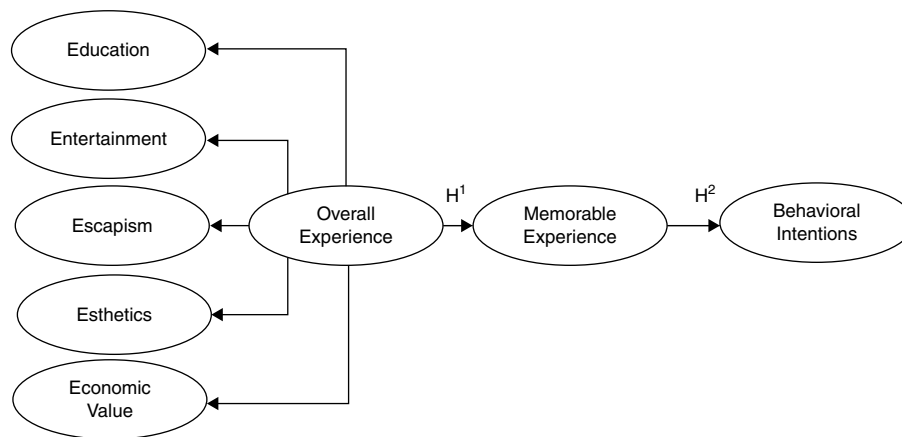 Education
Entertainment
Escapism
Esthetics
Economic
Value
Overall
Experience
H¹
Memorable
Experience
H²
Behavioral
Intentions